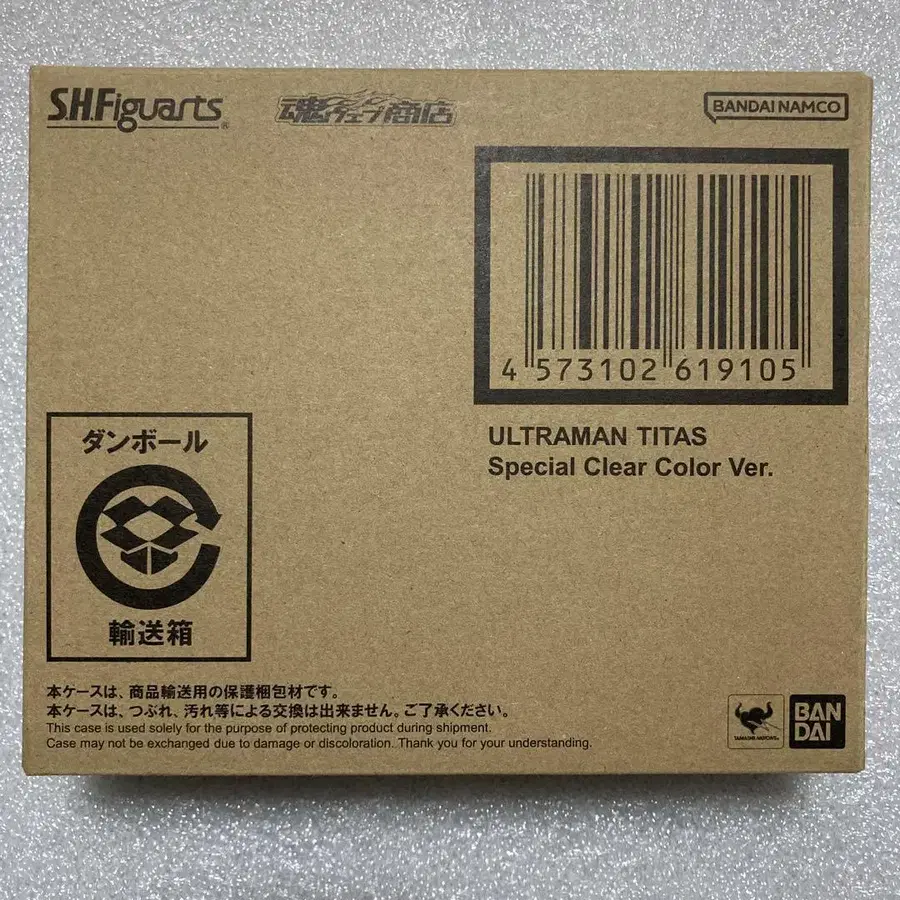 S.H.Figuarts®
魂ウェブ商店
BANDAI NAMCO
4 573102 619105
ULTRAMAN TITAS
Special Clear Color Ver.
ダンボール
輸送箱
本ケースは、商品輸送用の保護梱包材です。
本ケースは、つぶれ、汚れ等による交換は出来ません。ご了承ください。
This case is used solely for the purpose of protecting product during shipment.
Case may not be exchanged due to damage or discoloration. Thank you for your understanding.
TAMASHII NATIONS®
BAN
DAI